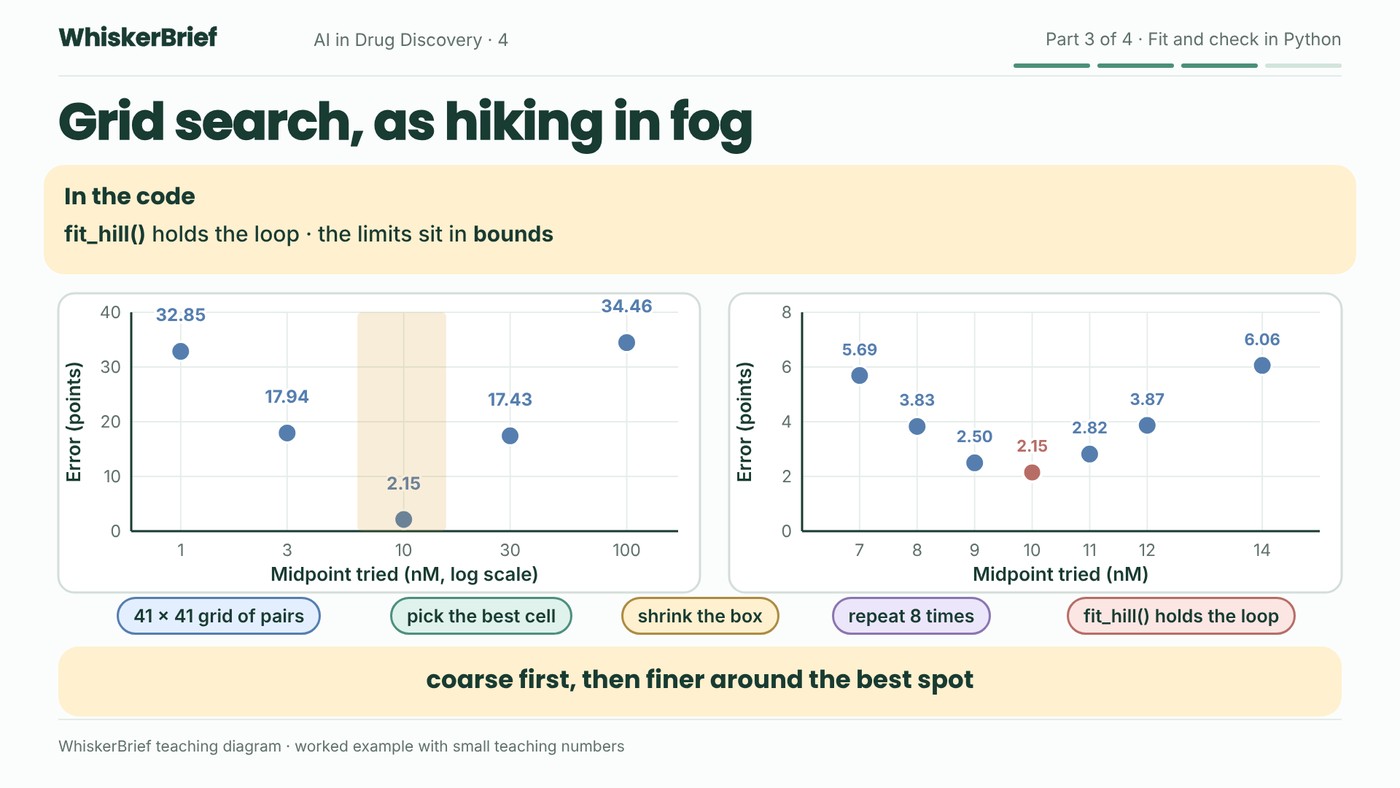 WhiskerBrief
AI in Drug Discovery · 4
Part 3 of 4 · Fit and check in Python
Grid search, as hiking in fog
In the code
fit_hill() holds the loop · the limits sit in bounds
Error (points)
40
30
20
10
0
32.85
17.94
2.15
17.43
34.46
1
3
10
30
100
Midpoint tried (nM, log scale)
Error (points)
8
6
4
2
0
5.69
3.83
2.50
2.15
2.82
3.87
6.06
7
8
9
10
11
12
14
Midpoint tried (nM)
41 × 41 grid of pairs
pick the best cell
shrink the box
repeat 8 times
fit_hill() holds the loop
coarse first, then finer around the best spot
WhiskerBrief teaching diagram · worked example with small teaching numbers